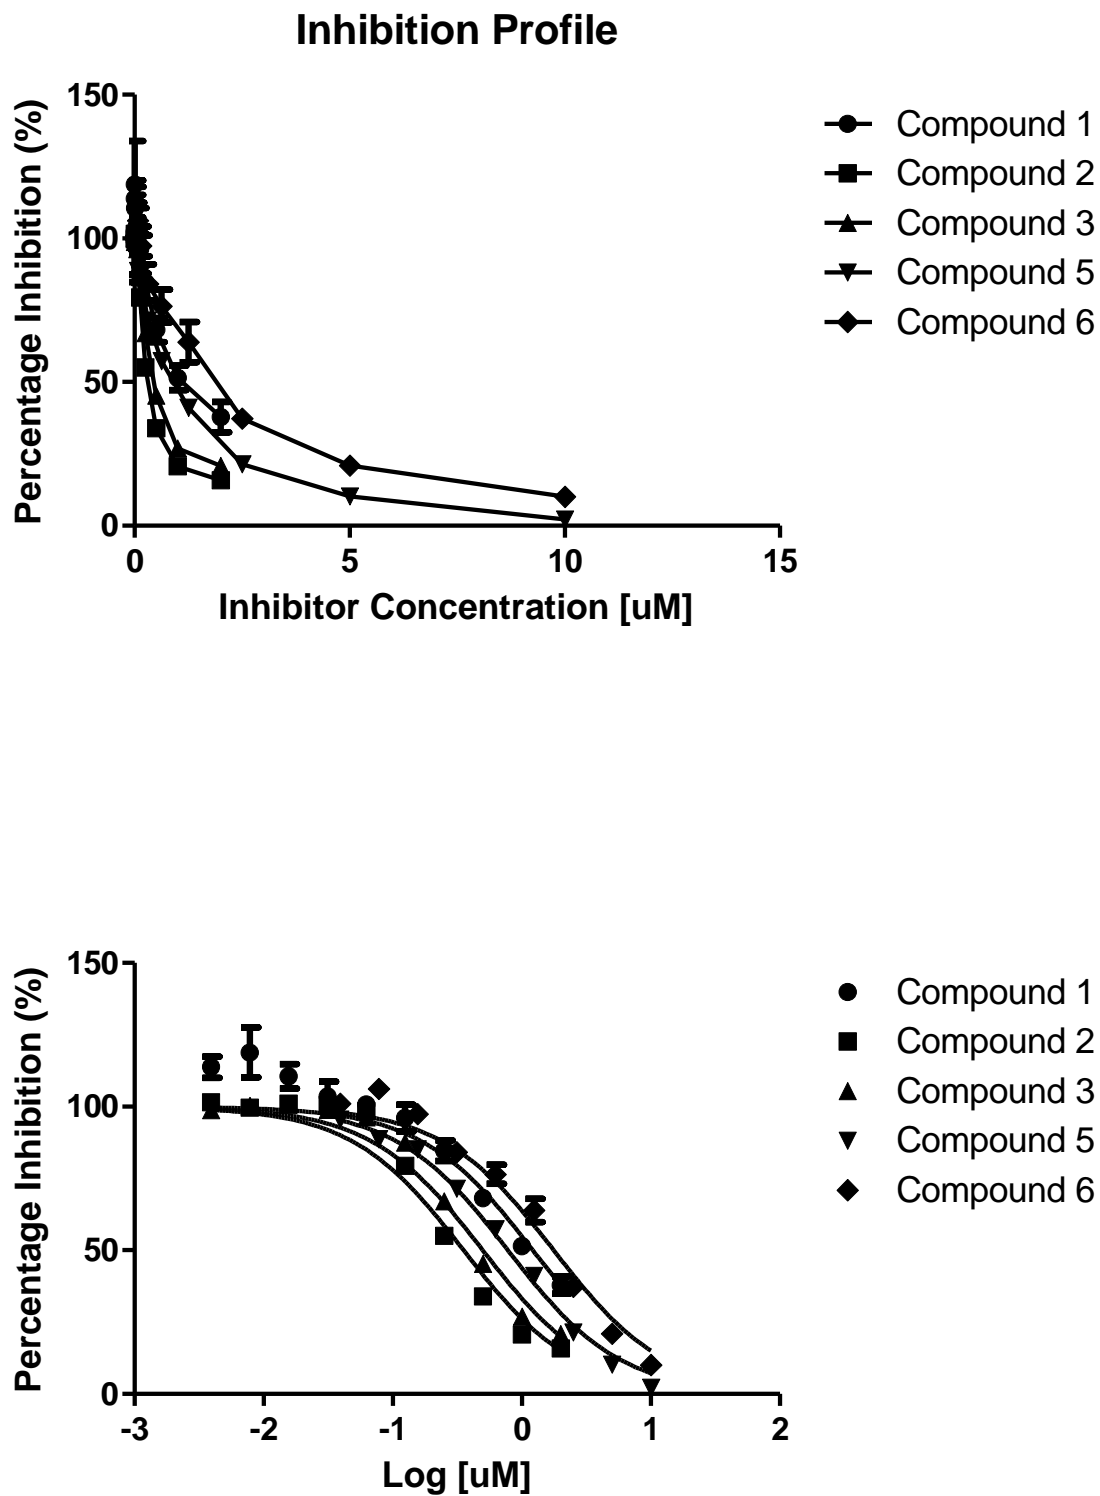 Inhibition Profile
Percentage Inhibition (%)
150
100
50
0
0 5 10 15
Inhibitor Concentration [uM]
Compound 1
Compound 2
Compound 3
Compound 5
Compound 6
Percentage Inhibition (%)
150
100
50
0
-3 -2 -1 0 1 2
Log [uM]
Compound 1
Compound 2
Compound 3
Compound 5
Compound 6